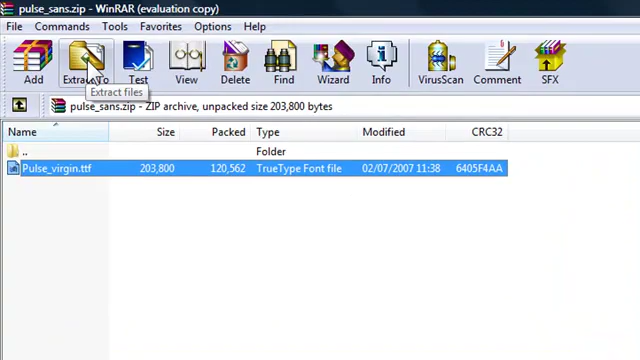 pulse_sans.zip - WinRAR (evaluation copy)
File Commands Tools Favorites Options Help
Add Extract To Test View Delete Find Wizard Info VirusScan Comment SFX
Extract files
pulse_sans.zip - ZIP archive, unpacked size 203,800 bytes
Name Size Packed Type Modified CRC32
.. Folder
Pulse_virgin.ttf 203,800 120,562 TrueType Font file 02/07/2007 11:38 6405F4AA